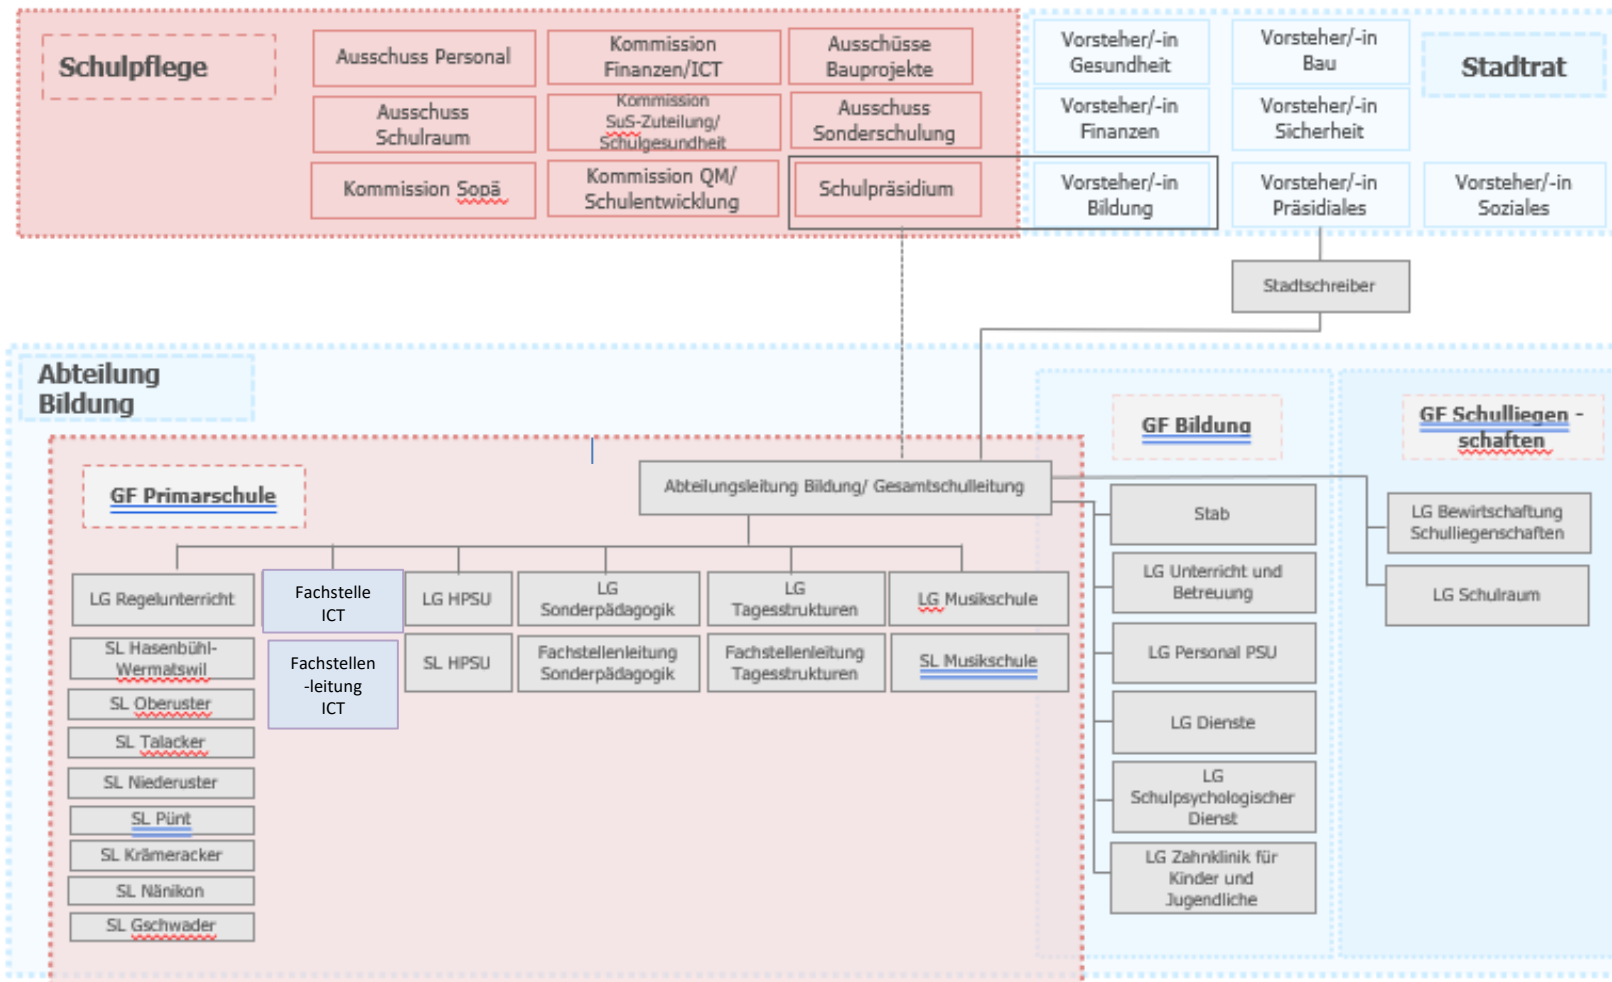 Schulpflege
Ausschuss Personal
Kommission
Finanzen/ICT
Ausschüsse
Bauprojekte
Ausschuss
Schulraum
Kommission
SuS-Zuteilung/
Schulgesundheit
Ausschuss
Sonderschulung
Kommission Sopä
Kommission QM/
Schulentwicklung
Schulpräsidium
Vorsteher/-in
Gesundheit
Vorsteher/-in
Bau
Stadtrat
Vorsteher/-in
Finanzen
Vorsteher/-in
Sicherheit
Vorsteher/-in
Bildung
Vorsteher/-in
Präsidiales
Vorsteher/-in
Soziales
Stadtschreiber
Abteilung
Bildung
GF Primarschule
Abteilungsleitung Bildung/ Gesamtschulleitung
LG Regelunterricht
SL Hasenbühl-
Wermatswil
SL Oberuster
SL Talacker
SL Niederuster
SL Pünt
SL Krämeracker
SL Nänikon
SL Gschwader
Fachstelle
ICT
Fachstellen
-leitung
ICT
LG HPSU
SL HPSU
LG
Sonderpädagogik
Fachstellenleitung
Sonderpädagogik
LG
Tagesstrukturen
Fachstellenleitung
Tagesstrukturen
LG Musikschule
SL Musikschule
GF Bildung
Stab
LG Unterricht und
Betreuung
LG Personal PSU
LG Dienste
LG
Schulpsychologischer
Dienst
LG Zahnklinik für
Kinder und
Jugendliche
GF Schulliegen -
schaften
LG Bewirtschaftung
Schulliegenschaften
LG Schulraum